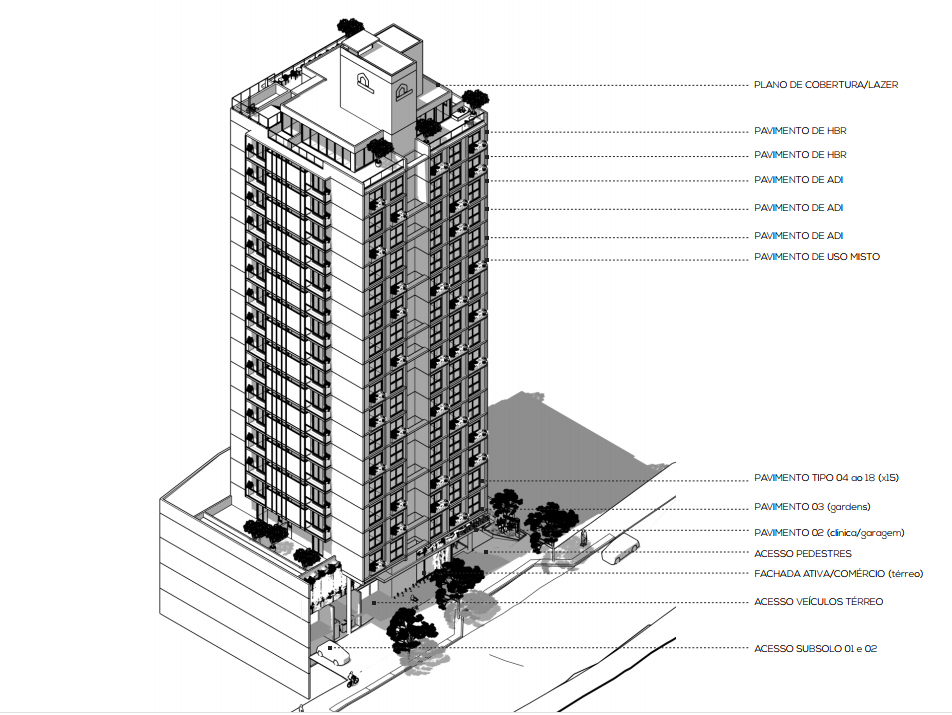 PLANO DE COBERTURA/LAZER
PAVIMENTO DE HBR
PAVIMENTO DE HBR
PAVIMENTO DE ADI
PAVIMENTO DE ADI
PAVIMENTO DE ADI
PAVIMENTO DE USO MISTO
PAVIMENTO TIPO 04 ao 18 (x15)
PAVIMENTO 03 (gardens)
PAVIMENTO 02 (clínica/garagem)
ACESSO PEDESTRES
FACHADA ATIVA/COMÉRCIO (térreo)
ACESSO VEÍCULOS TÉRREO
ACESSO SUBSOLO 01 e 02